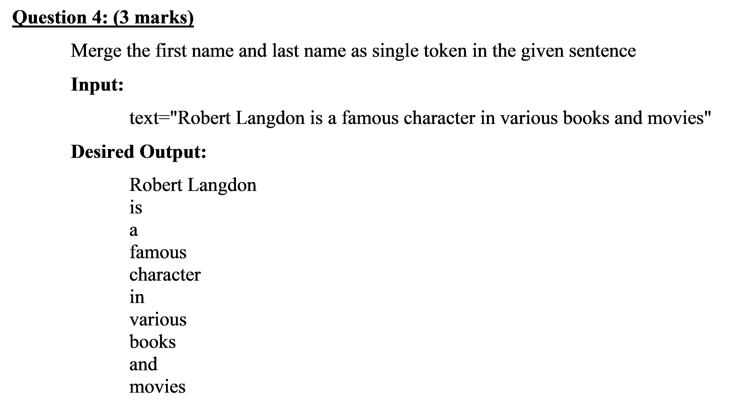 Question 4: (3 marks)
Merge the first name and last name as single token in the given sentence
Input:
text="Robert Langdon is a famous character in various books and movies"
Desired Output:
Robert Langdon
is
a
famous
character
in
various
books
and
movies